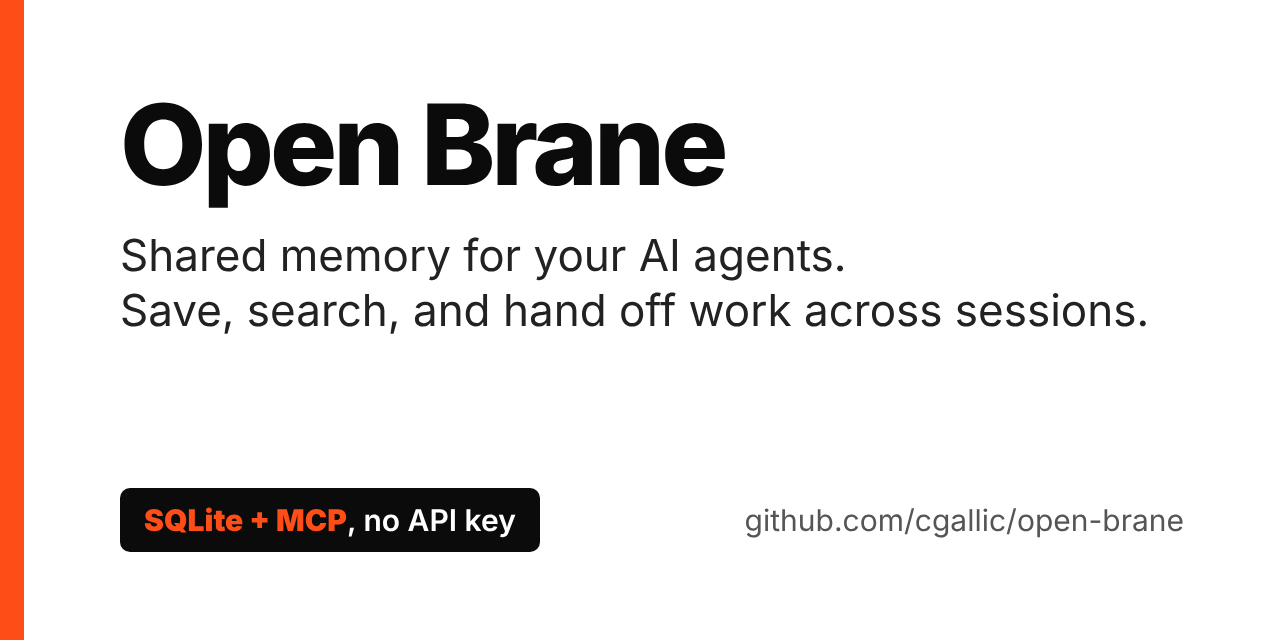 Open Brane
Shared memory for your AI agents.
Save, search, and hand off work across sessions.
SQLite + MCP, no API key
github.com/cgallic/open-brane